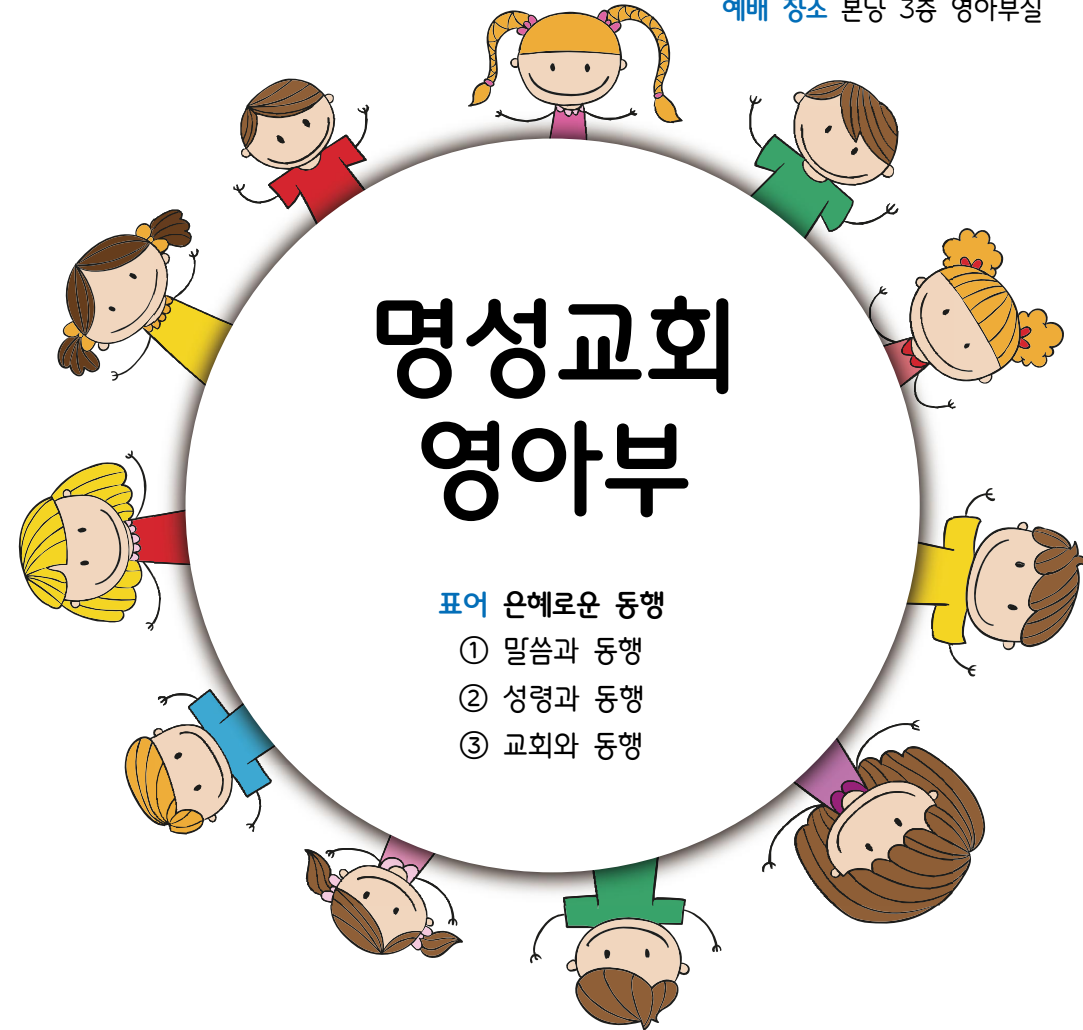 예배 장소 본당 3층 영아부실
명성교회
영아부
표어 은혜로운 동행
① 말씀과 동행
② 성령과 동행
③ 교회와 동행